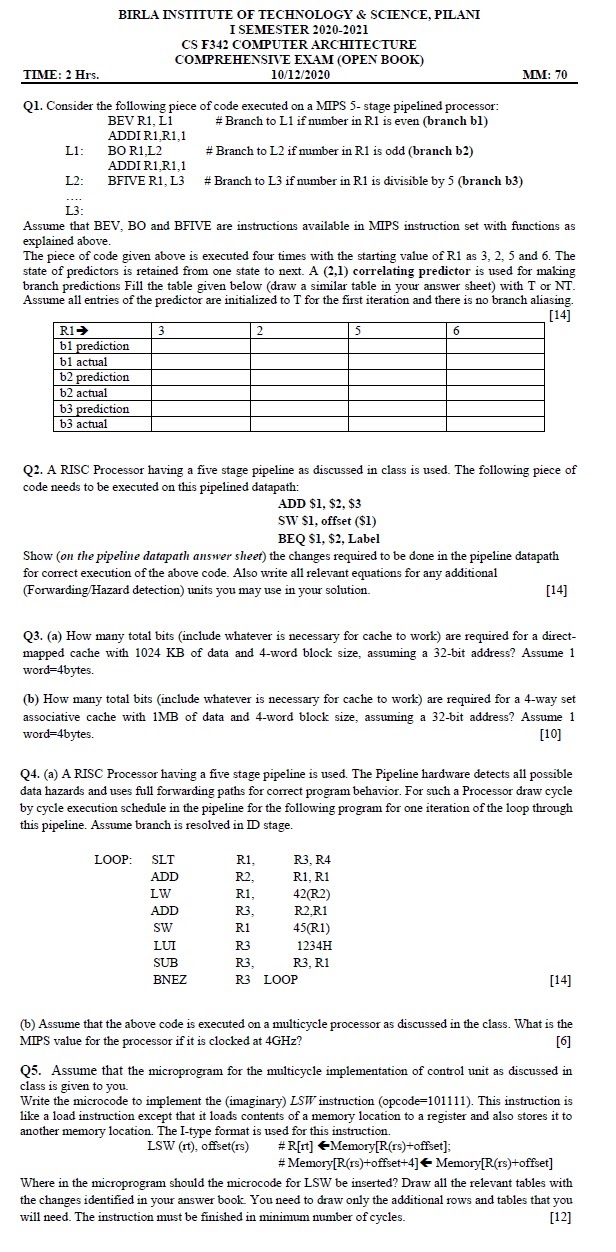 BIRLA INSTITUTE OF TECHNOLOGY & SCIENCE, PILANI
I SEMESTER 2020-2021
CS F342 COMPUTER ARCHITECTURE
COMPREHENSIVE EXAM (OPEN BOOK)
TIME: 2 Hrs. 10/12/2020 MM: 70
Q1. Consider the following piece of code executed on a MIPS 5- stage pipelined processor:
BEV R1, L1 # Branch to L1 if number in R1 is even (branch b1)
ADDI R1,R1,1
L1: BO R1,L2 # Branch to L2 if number in R1 is odd (branch b2)
ADDI R1,R1,1
L2: BFIVE R1, L3 # Branch to L3 if number in R1 is divisible by 5 (branch b3)
....
L3:
Assume that BEV, BO and BFIVE are instructions available in MIPS instruction set with functions as
explained above.
The piece of code given above is executed four times with the starting value of R1 as 3, 2, 5 and 6. The
state of predictors is retained from one state to next. A (2,1) correlating predictor is used for making
branch predictions Fill the table given below (draw a similar table in your answer sheet) with T or NT.
Assume all entries of the predictor are initialized to T for the first iteration and there is no branch aliasing.
[14]
R1➔ 3 2 5 6
b1 prediction
b1 actual
b2 prediction
b2 actual
b3 prediction
b3 actual
Q2. A RISC Processor having a five stage pipeline as discussed in class is used. The following piece of
code needs to be executed on this pipelined datapath:
ADD $1, $2, $3
SW $1, offset ($1)
BEQ $1, $2, Label
Show (on the pipeline datapath answer sheet) the changes required to be done in the pipeline datapath
for correct execution of the above code. Also write all relevant equations for any additional
(Forwarding/Hazard detection) units you may use in your solution. [14]
Q3. (a) How many total bits (include whatever is necessary for cache to work) are required for a direct-
mapped cache with 1024 KB of data and 4-word block size, assuming a 32-bit address? Assume 1
word=4bytes.
(b) How many total bits (include whatever is necessary for cache to work) are required for a 4-way set
associative cache with 1MB of data and 4-word block size, assuming a 32-bit address? Assume 1
word=4bytes. [10]
Q4. (a) A RISC Processor having a five stage pipeline is used. The Pipeline hardware detects all possible
data hazards and uses full forwarding paths for correct program behavior. For such a Processor draw cycle
by cycle execution schedule in the pipeline for the following program for one iteration of the loop through
this pipeline. Assume branch is resolved in ID stage.
LOOP: SLT R1, R3, R4
ADD R2, R1, R1
LW R1, 42(R2)
ADD R3, R2,R1
SW R1 45(R1)
LUI R3 1234H
SUB R3, R3, R1
BNEZ R3 LOOP [14]
(b) Assume that the above code is executed on a multicycle processor as discussed in the class. What is the
MIPS value for the processor if it is clocked at 4GHz? [6]
Q5. Assume that the microprogram for the multicycle implementation of control unit as discussed in
class is given to you.
Write the microcode to implement the (imaginary) LSW instruction (opcode=101111). This instruction is
like a load instruction except that it loads contents of a memory location to a register and also stores it to
another memory location. The I-type format is used for this instruction.
LSW (rt), offset(rs) # R[rt] 🡨Memory[R(rs)+offset];
# Memory[R(rs)+offset+4]🡨 Memory[R(rs)+offset]
Where in the microprogram should the microcode for LSW be inserted? Draw all the relevant tables with
the changes identified in your answer book. You need to draw only the additional rows and tables that you
will need. The instruction must be finished in minimum number of cycles. [12]